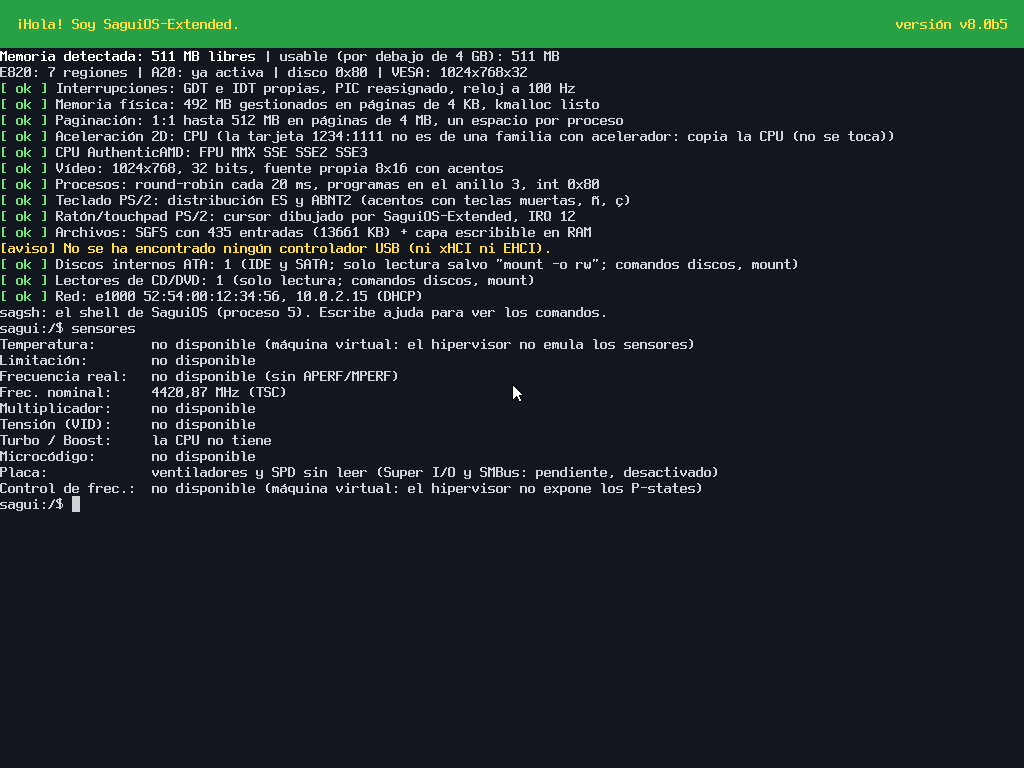 ¡Hola! Soy SaguiOS-Extended.
versión v8.0b5
Memoria detectada: 511 MB libres | usable (por debajo de 4 GB): 511 MB
E820: 7 regiones | A20: ya activa | disco 0x80 | VESA: 1024x768x32
[ ok ] Interrupciones: GDT e IDT propias, PIC reasignado, reloj a 100 Hz
[ ok ] Memoria física: 492 MB gestionados en páginas de 4 KB, kmalloc listo
[ ok ] Paginación: 1:1 hasta 512 MB en páginas de 4 MB, un espacio por proceso
[ ok ] Aceleración 2D: CPU (la tarjeta 1234:1111 no es de una familia con acelerador: copia la CPU (no se toca))
[ ok ] CPU AuthenticAMD: FPU MMX SSE SSE2 SSE3
[ ok ] Vídeo: 1024x768, 32 bits, fuente propia 8x16 con acentos
[ ok ] Procesos: round-robin cada 20 ms, programas en el anillo 3, int 0x80
[ ok ] Teclado PS/2: distribución ES y ABNT2 (acentos con teclas muertas, ñ, ç)
[ ok ] Ratón/touchpad PS/2: cursor dibujado por SaguiOS-Extended, IRQ 12
[ ok ] Archivos: SGFS con 435 entradas (13661 KB) + capa escribible en RAM
[aviso] No se ha encontrado ningún controlador USB (ni xHCI ni EHCI).
[ ok ] Discos internos ATA: 1 (IDE y SATA; solo lectura salvo "mount -o rw"; comandos discos, mount)
[ ok ] Lectores de CD/DVD: 1 (solo lectura; comandos discos, mount)
[ ok ] Red: e1000 52:54:00:12:34:56, 10.0.2.15 (DHCP)
sagsh: el shell de SaguiOS (proceso 5). Escribe ajuda para ver los comandos.
sagui:/$ sensores
Temperatura: no disponible (máquina virtual: el hipervisor no emula los sensores)
Limitación: no disponible
Frecuencia real: no disponible (sin APERF/MPERF)
Frec. nominal: 4420,87 MHz (TSC)
Multiplicador: no disponible
Tensión (VID): no disponible
Turbo / Boost: la CPU no tiene
Microcódigo: no disponible
Placa: ventiladores y SPD sin leer (Super I/O y SMBus: pendiente, desactivado)
Control de frec.: no disponible (máquina virtual: el hipervisor no expone los P-states)
sagui:/$